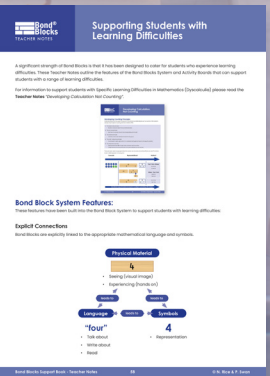 Bond®
Blocks
TEACHER NOTES
Supporting Students with
Learning Difficulties
A significant strength of Bond Blocks is that it has been designed to cater for students who experience learning
difficulties. These Teacher Notes outline the features of the Bond Blocks System and Activity Boards that can support
students with a range of learning difficulties.
For information to support students with Specific Learning Difficulties in Mathematics (Dyscalculia), please read the
Teacher Notes "Developing Calculation Not Counting".
Bond Block System Features:
These features have been built into the Bond Block System to support students with learning difficulties:
Explicit Connections
Bond Blocks are explicitly linked to the appropriate mathematical language and symbols.
Physical Material
4
• Seeing (visual image)
• Experiencing (hands on)
Language
Symbols
"four"
4
• Talk about
• Representation
• Write about
• Read
Bond Blocks Support Book - Teacher Notes